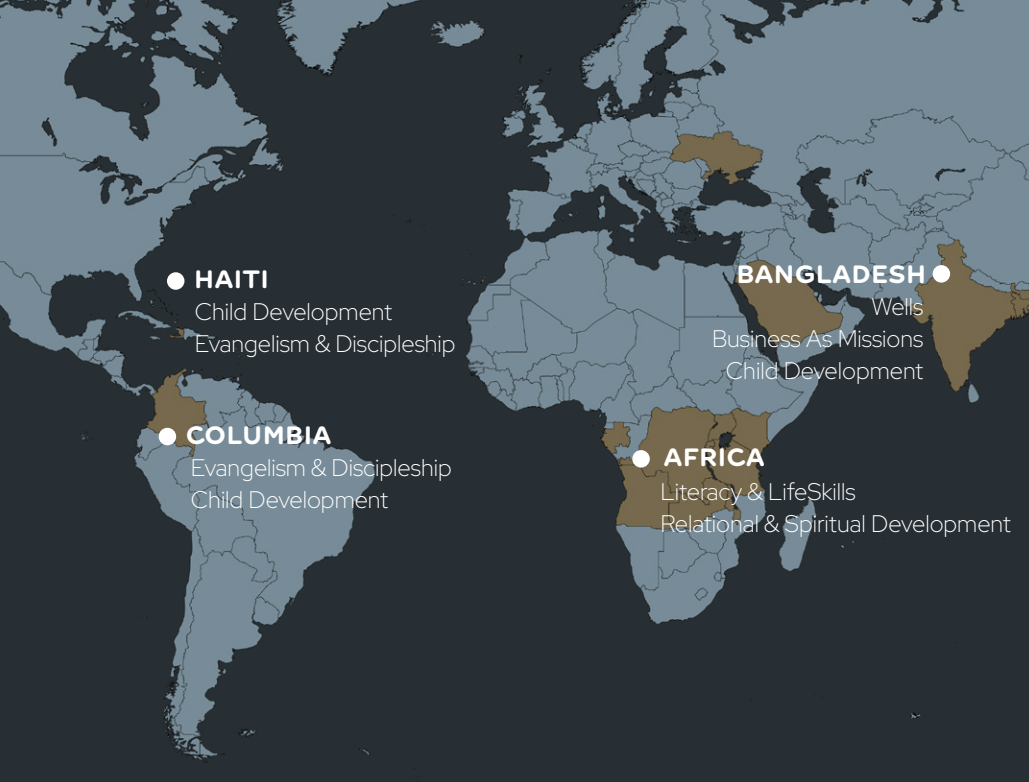 HAITI
Child Development
Evangelism & Discipleship
COLUMBIA
Evangelism & Discipleship
Child Development
BANGLADESH
Wells
Business As Missions
Child Development
AFRICA
Literacy & LifeSkills
Relational & Spiritual Development